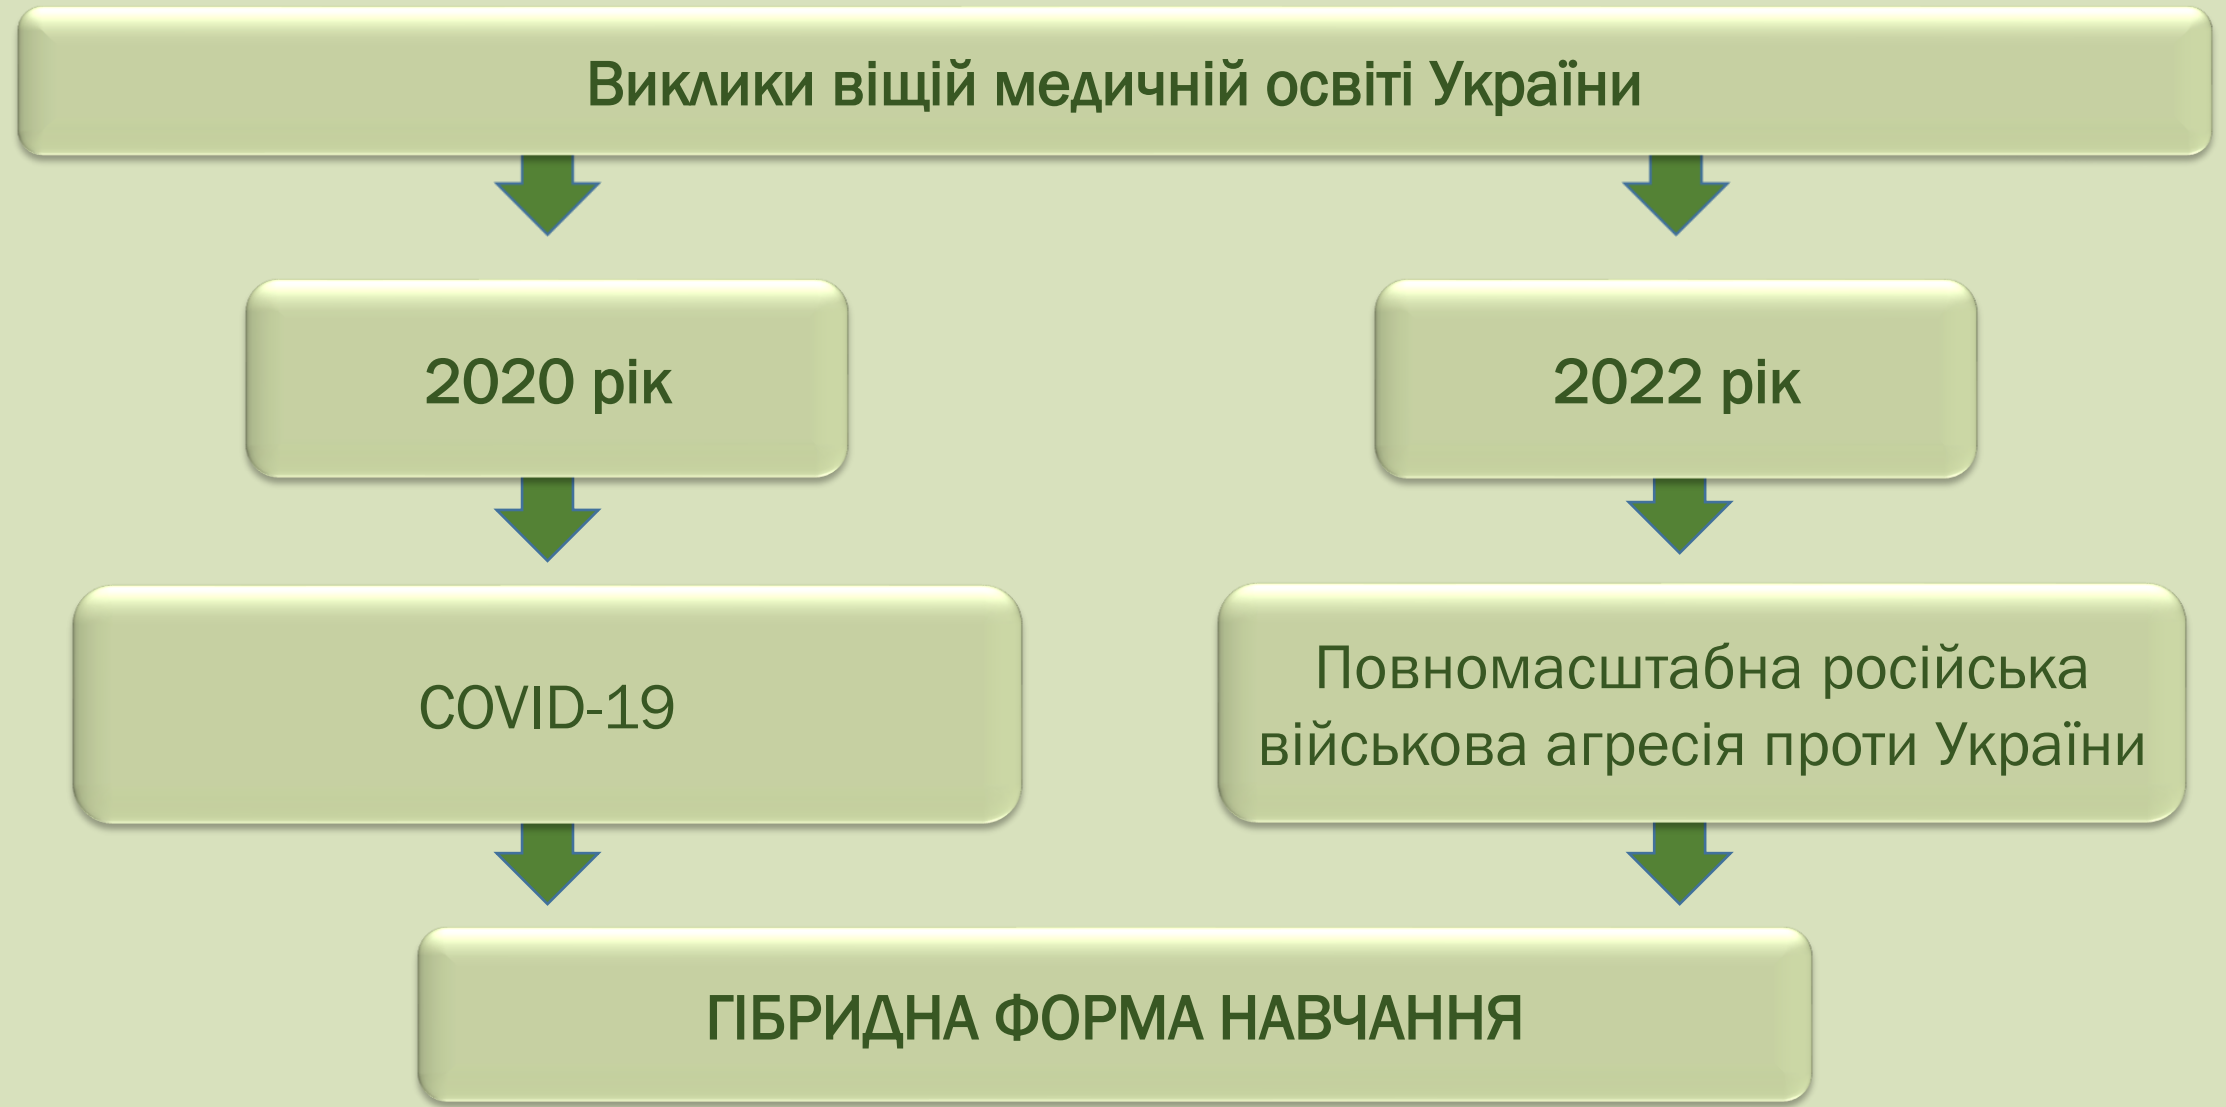 Виклики віщій медичній освіті України
2020 рік
2022 рік
COVID-19
Повномасштабна російська
військова агресія проти України
ГІБРИДНА ФОРМА НАВЧАННЯ